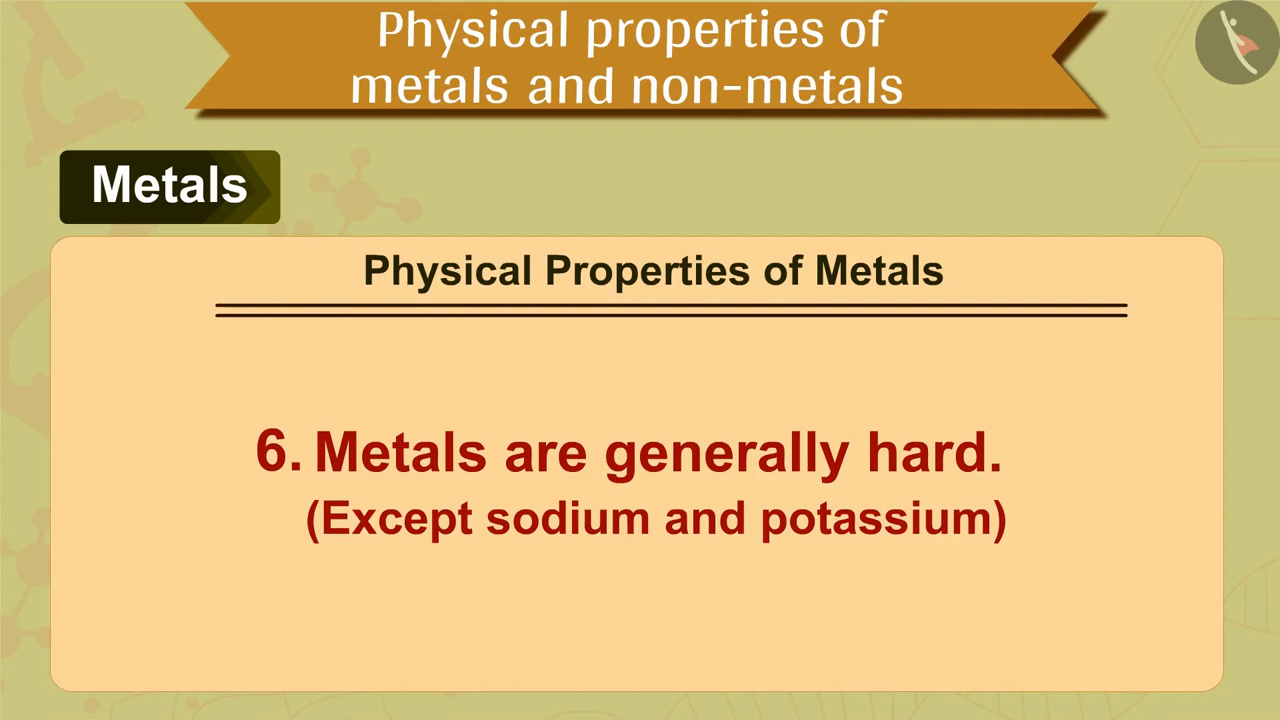 Physical properties of
metals and non-metals
Metals
Physical Properties of Metals
6. Metals are generally hard.
(Except sodium and potassium)